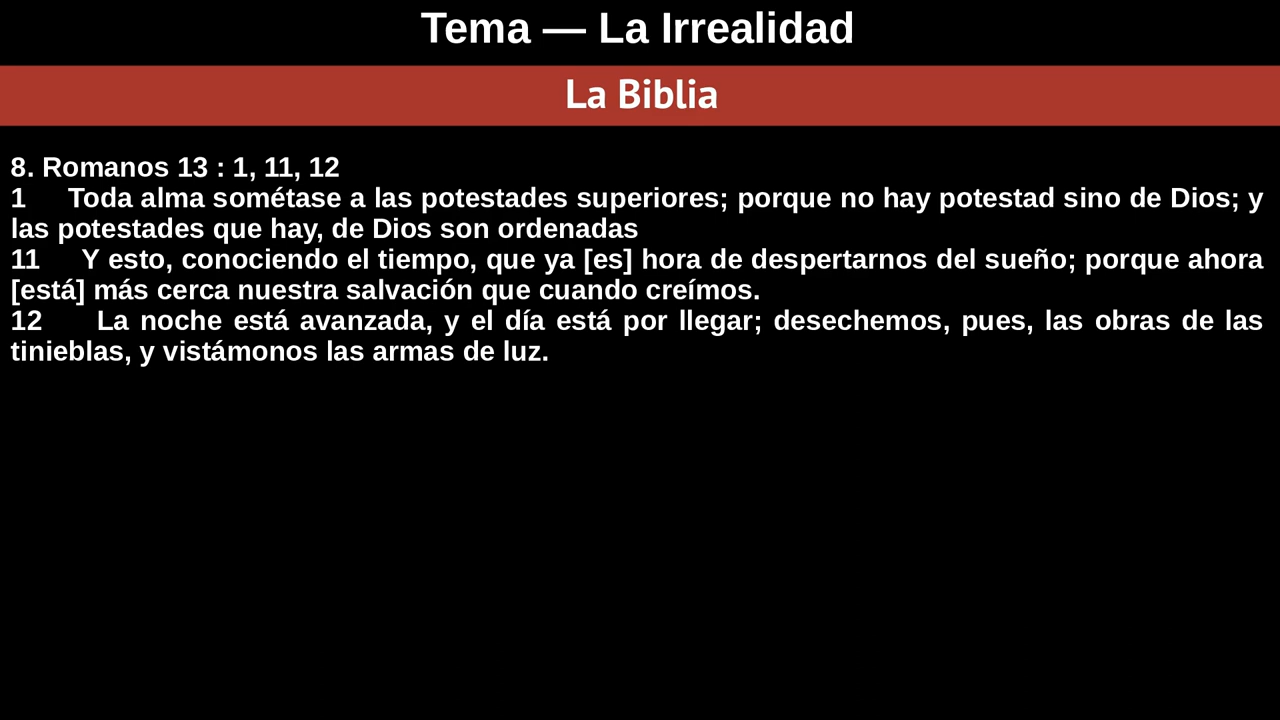 Tema — La Irrealidad
La Biblia
8. Romanos 13 : 1, 11, 12
1 Toda alma sométase a las potestades superiores; porque no hay potestad sino de Dios; y
las potestades que hay, de Dios son ordenadas
11 Y esto, conociendo el tiempo, que ya [es] hora de despertarnos del sueño; porque ahora
[está] más cerca nuestra salvación que cuando creímos.
12 La noche está avanzada, y el día está por llegar; desechemos, pues, las obras de las
tinieblas, y vistámonos las armas de luz.